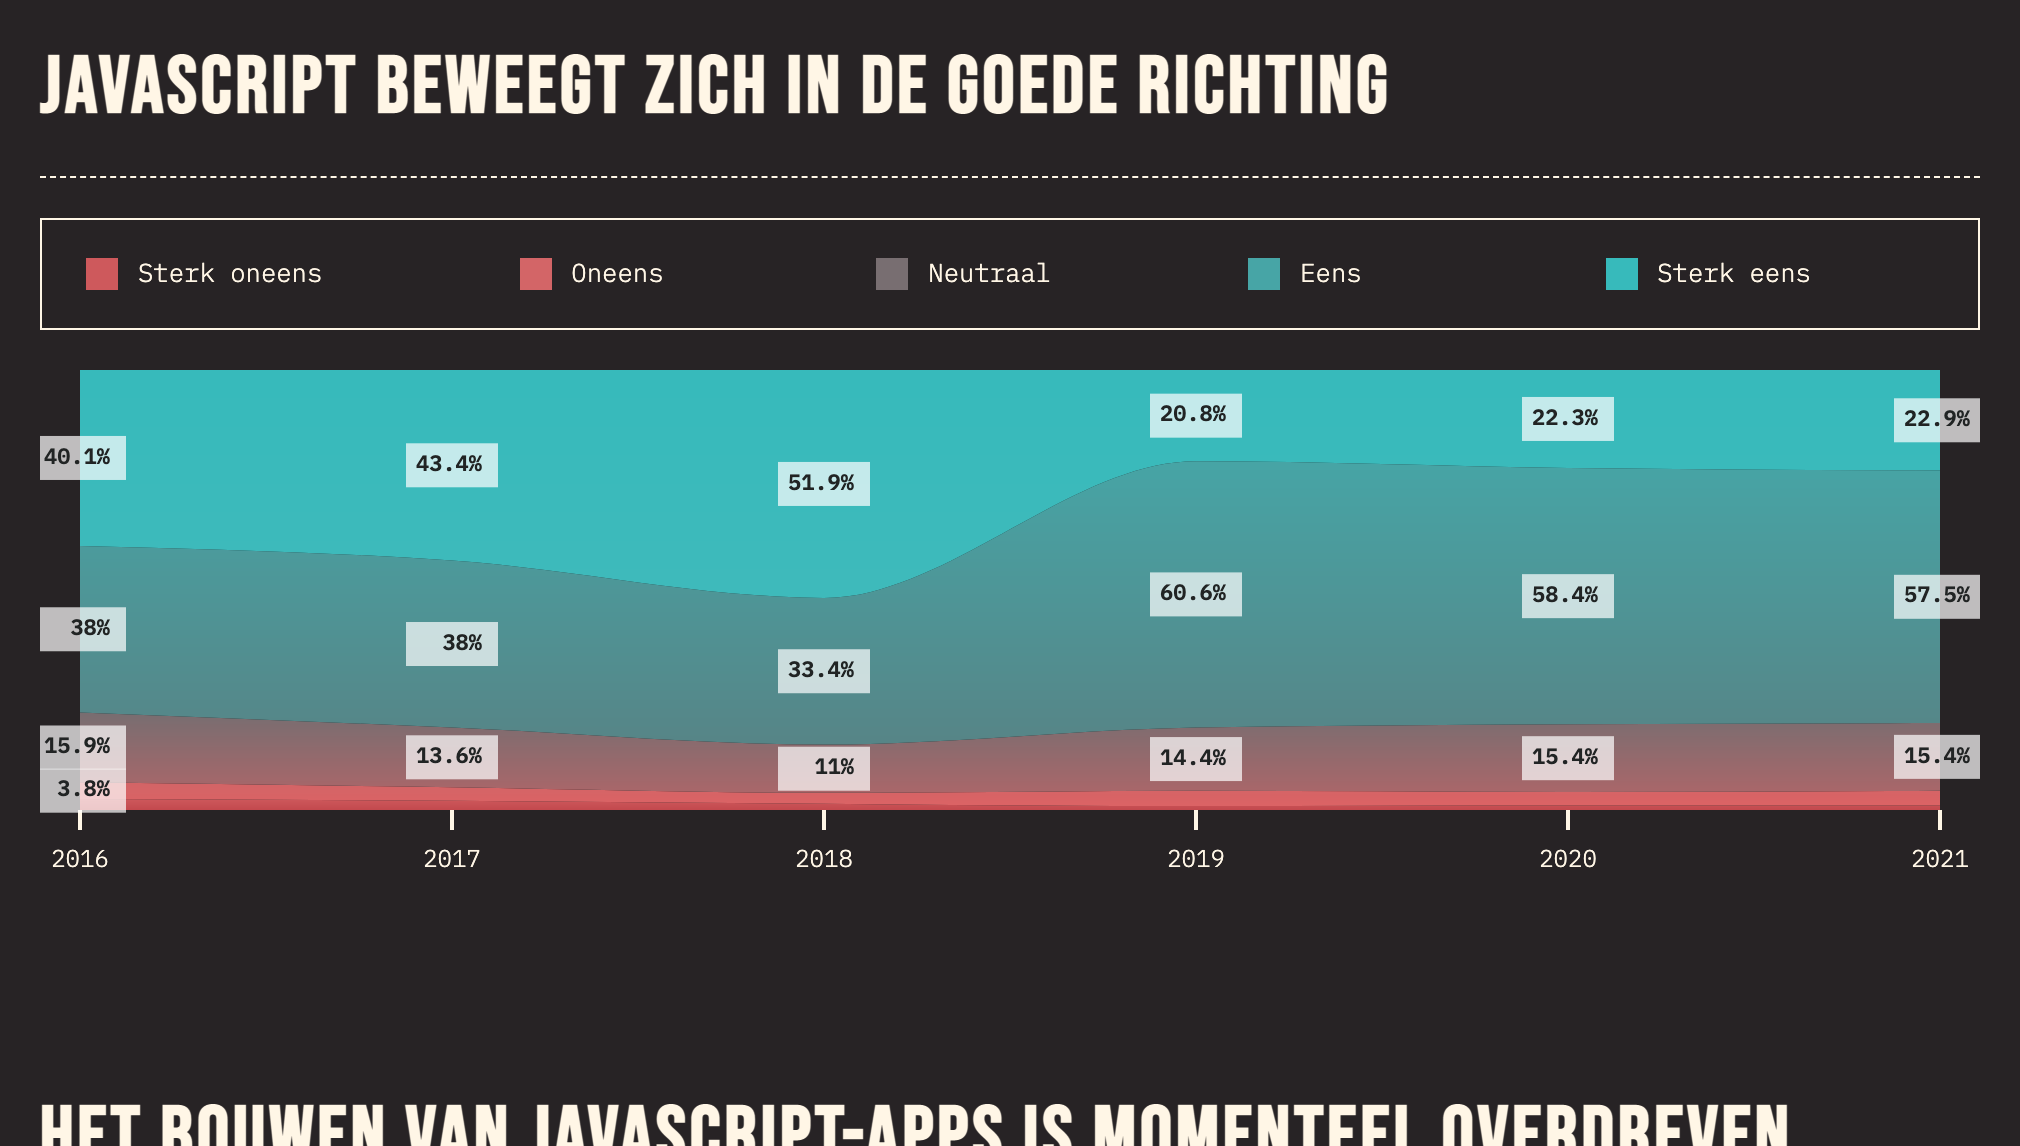 JAVASCRIPT BEWEEGT ZICH IN DE GOEDE RICHTING
Sterk oneens Oneens Neutraal Eens Sterk eens
40.1% 43.4% 51.9% 20.8% 22.3% 22.9%
38% 38% 33.4% 60.6% 58.4% 57.5%
15.9% 13.6% 11% 14.4% 15.4% 15.4%
3.8%
2016 2017 2018 2019 2020 2021
HET BOUWEN VAN JAVASCRIPT-APPS IS MOMENTEEL OVERDREVEN